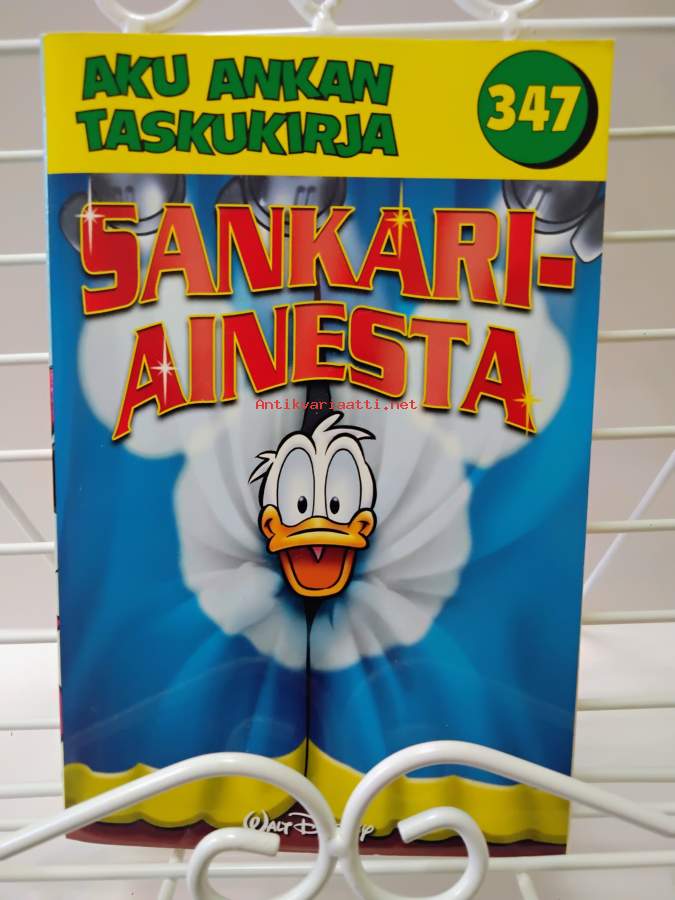 AKU ANKAN
TASKUKIRJA
347
SANKARI-
AINESTA
Antikvariaatti.net
WALT DISNEY